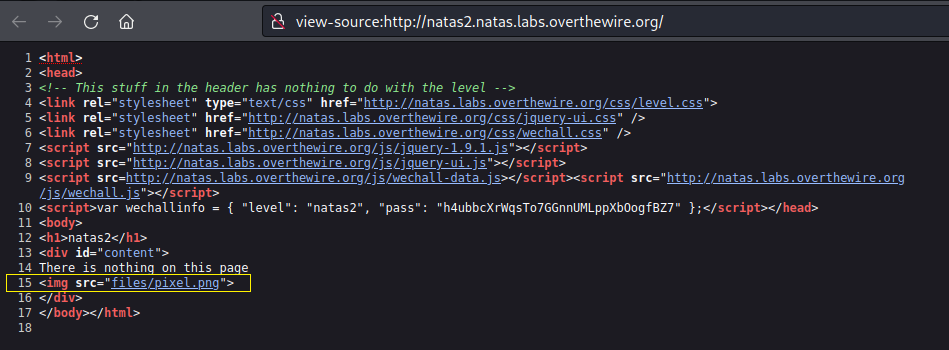 view-source:http://natas2.natas.labs.overthewire.org/
1 <html>
2 <head>
3 <!-- This stuff in the header has nothing to do with the level -->
4 <link rel="stylesheet" type="text/css" href="http://natas.labs.overthewire.org/css/level.css">
5 <link rel="stylesheet" href="http://natas.labs.overthewire.org/css/jquery-ui.css" />
6 <link rel="stylesheet" href="http://natas.labs.overthewire.org/css/wechall.css" />
7 <script src="http://natas.labs.overthewire.org/js/jquery-1.9.1.js"></script>
8 <script src="http://natas.labs.overthewire.org/js/jquery-ui.js"></script>
9 <script src=http://natas.labs.overthewire.org/js/wechall-data.js></script><script src="http://natas.labs.overthewire.org
/js/wechall.js"></script>
10 <script>var wechallinfo = { "level": "natas2", "pass": "h4ubbcXrWqsTo7GGnnUMLppXbOogfBZ7" };</script></head>
11 <body>
12 <h1>natas2</h1>
13 <div id="content">
14 There is nothing on this page
15 <img src="files/pixel.png">
16 </div>
17 </body></html>
18